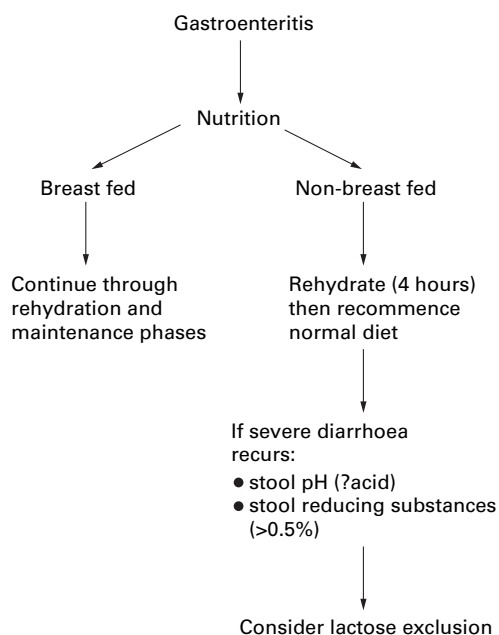 Gastroenteritis
Nutrition
Breast fed
Non-breast fed
Continue through
rehydration and
maintenance phases
Rehydrate (4 hours)
then recommence
normal diet
If severe diarrhoea
recurs:
● stool pH (?acid)
● stool reducing substances
(>0.5%)
Consider lactose exclusion